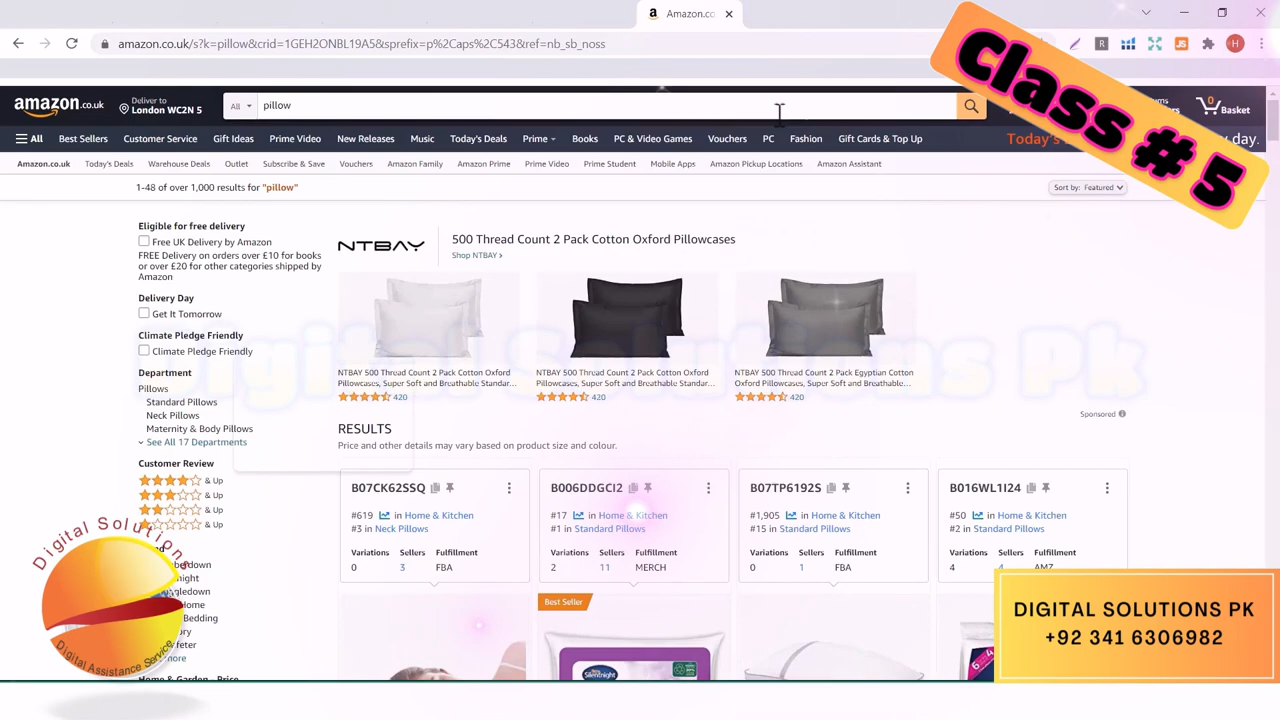 Amazon.co
amazon.co.uk/s?k=pillow&crid=1GEH2ONBL19A5&sprefix=p%2Caps%2C543&ref=nb_sb_noss
R
JS
H
Class # 5
amazon.co.uk
Deliver to
London WC2N 5
All
pillow
0
Basket
All
Best Sellers
Customer Service
Gift Ideas
Prime Video
New Releases
Music
Today's Deals
Prime
Books
PC & Video Games
Vouchers
PC
Fashion
Gift Cards & Top Up
Today's
day.
Amazon.co.uk
Today's Deals
Warehouse Deals
Outlet
Subscribe & Save
Vouchers
Amazon Family
Amazon Prime
Prime Video
Prime Student
Mobile Apps
Amazon Pickup Locations
Amazon Assistant
1-48 of over 1,000 results for "pillow"
Sort by: Featured
Eligible for free delivery
Free UK Delivery by Amazon
FREE Delivery on orders over £10 for books
or over £20 for other categories shipped by
Amazon
Delivery Day
Get It Tomorrow
Climate Pledge Friendly
Climate Pledge Friendly
Department
Pillows
Standard Pillows
Neck Pillows
Maternity & Body Pillows
See All 17 Departments
Customer Review
& Up
& Up
& Up
& Up
NTBAY
500 Thread Count 2 Pack Cotton Oxford Pillowcases
Shop NTBAY ›
NTBAY 500 Thread Count 2 Pack Cotton Oxford
Pillowcases, Super Soft and Breathable Standar...
420
NTBAY 500 Thread Count 2 Pack Cotton Oxford
Pillowcases, Super Soft and Breathable Standar...
420
NTBAY 500 Thread Count 2 Pack Egyptian Cotton
Oxford Pillowcases, Super Soft and Breathable...
420
Sponsored
Digital Solutions Pk
RESULTS
Price and other details may vary based on product size and colour.
B07CK62SSQ
#619 in Home & Kitchen
#3 in Neck Pillows
Variations Sellers Fulfillment
0 3 FBA
B006DDGCI2
#17 in Home & Kitchen
#1 in Standard Pillows
Variations Sellers Fulfillment
2 11 MERCH
B07TP6192S
#1,905 in Home & Kitchen
#15 in Standard Pillows
Variations Sellers Fulfillment
0 1 FBA
B016WL1I24
#50 in Home & Kitchen
#2 in Standard Pillows
Variations Sellers Fulfillment
4 4 AMZ
Best Seller
Silentnight
Digital Solutions
Digital Assistance Service
Home & Garden - Price
DIGITAL SOLUTIONS PK
+92 341 6306982